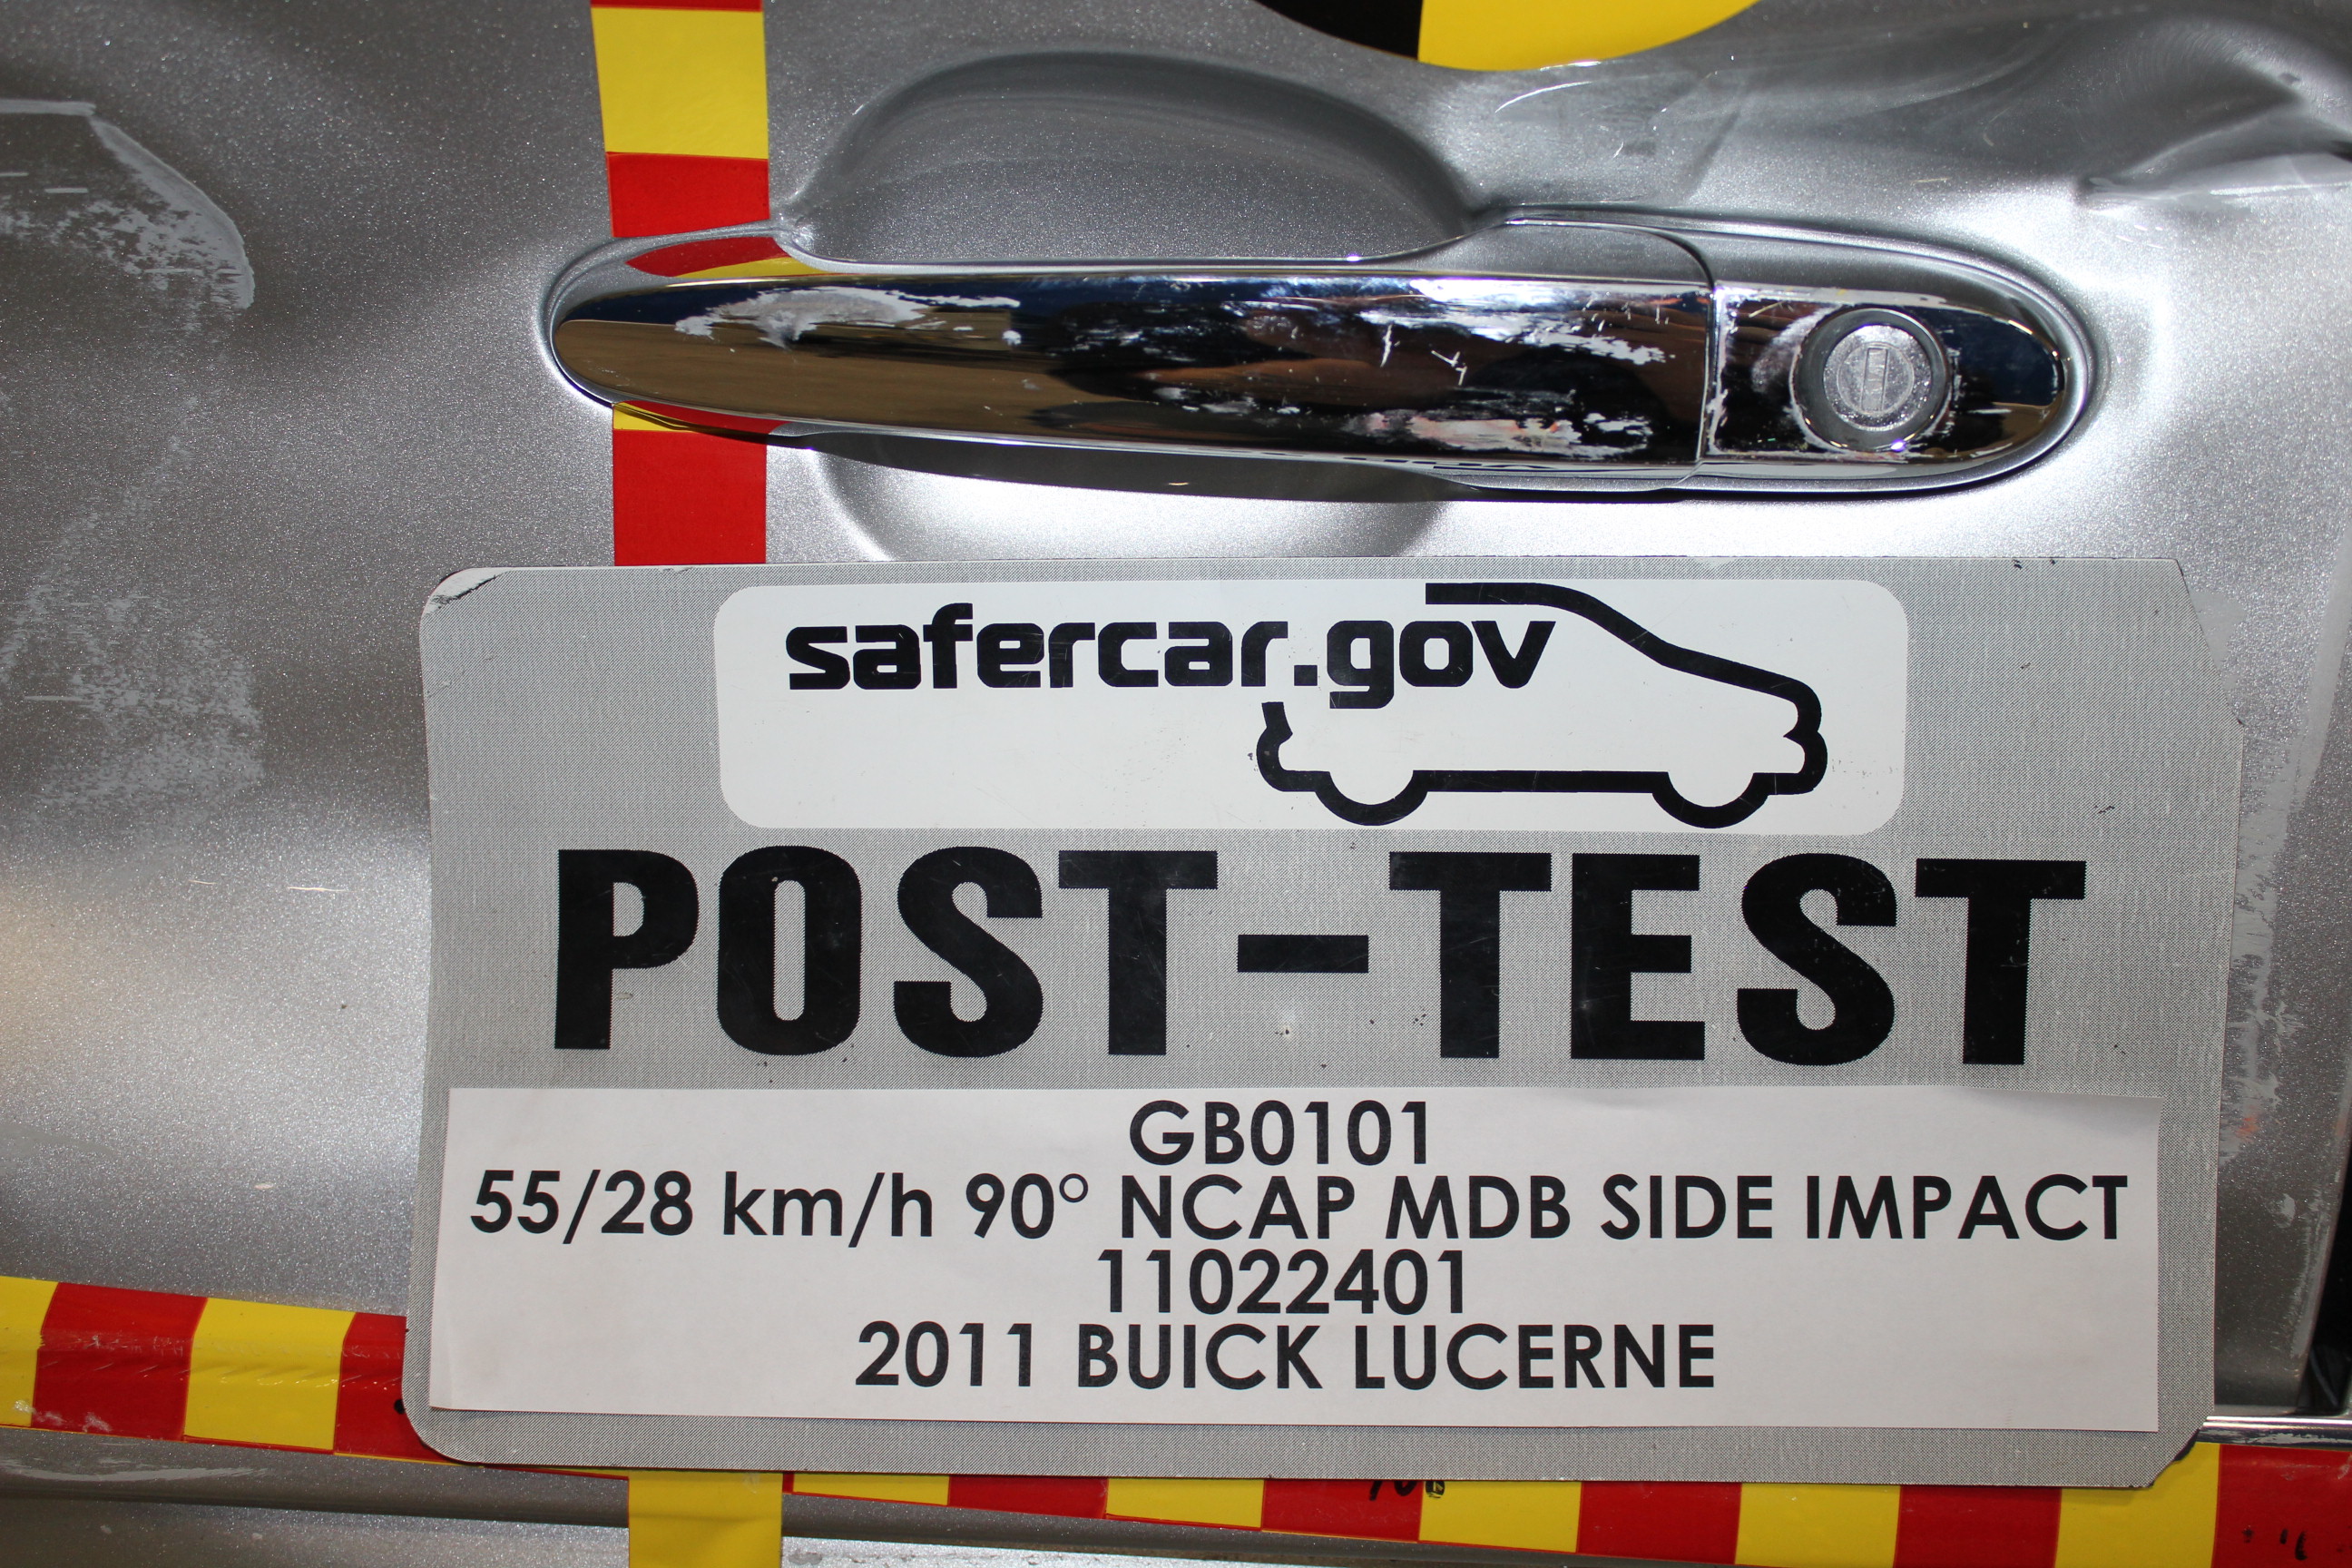 safercar.gov
POST-TEST
GB0101
55/28 km/h 90° NCAP MDB SIDE IMPACT
11022401
2011 BUICK LUCERNE